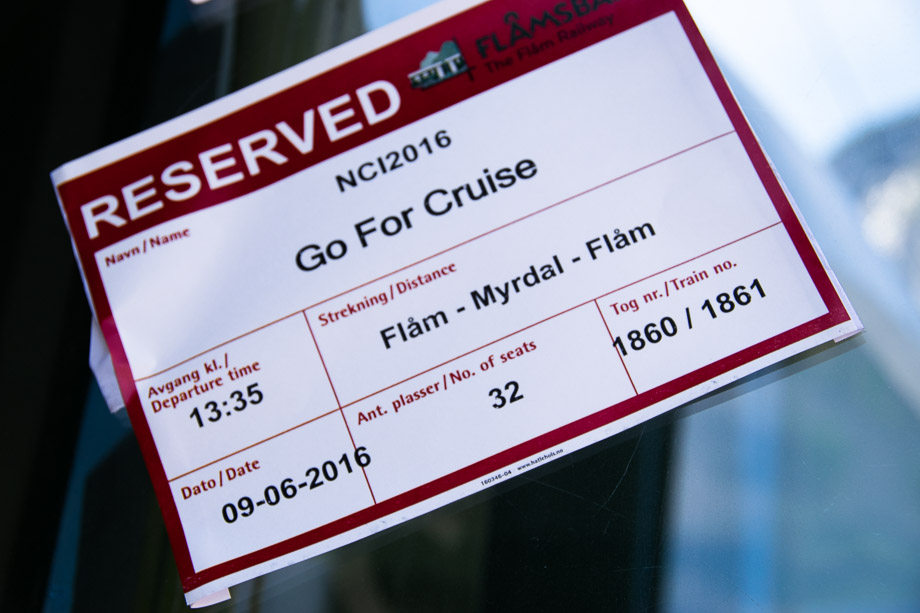 RESERVED
FLÅMSBA
The Flåm Railway
NCI2016
Navn/Name
Go For Cruise
Strekning/Distance
Flåm - Myrdal - Flåm
Avgang kl./
Departure time
13:35
Ant. plasser/No. of seats
32
Tog nr./Train no.
1860 / 1861
Dato/Date
09-06-2016
160346-04